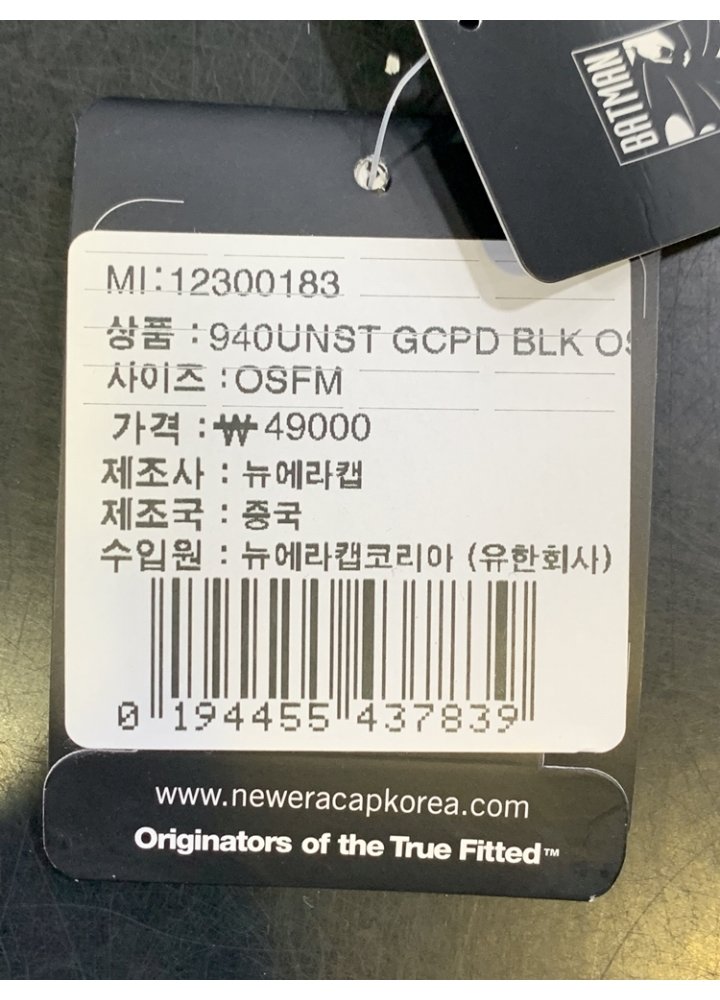 BATMAN
MI:12300183
상품 : 940UNST GCPD BLK
사이즈 : OSFM
가격 : ₩49000
제조사 : 뉴에라캡
제조국 : 중국
수입원 : 뉴에라캡코리아 (유한회사)
0 194455 437839
www.neweracapkorea.com
Originators of the True Fitted™